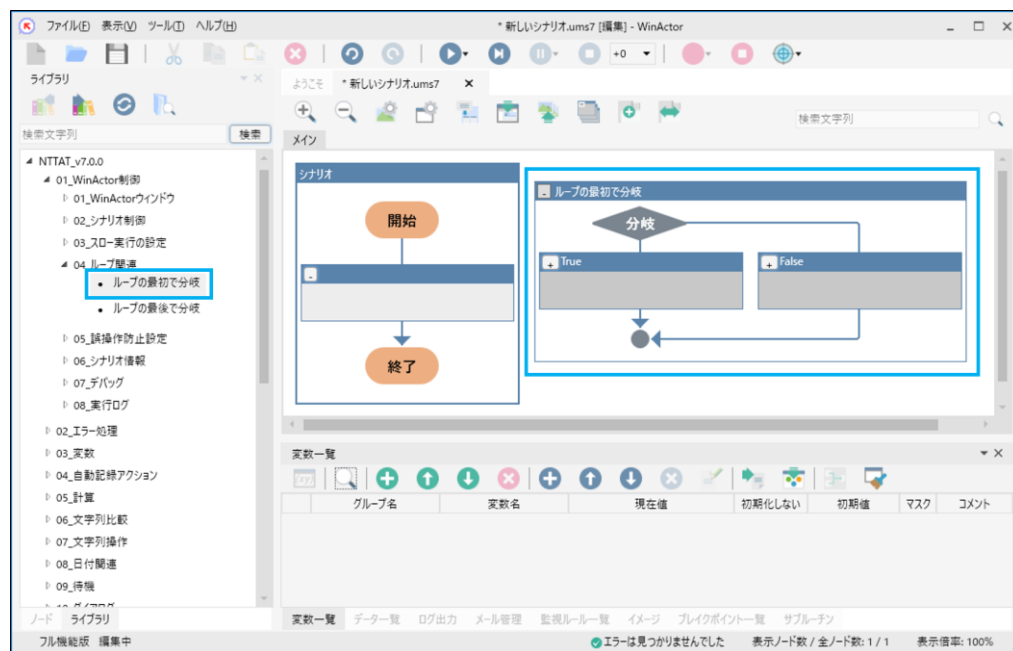 ファイル(F) 表示(V) ツール(T) ヘルプ(H)
* 新しいシナリオ.ums7 [編集] - WinActor
+0
ライブラリ
ようこそ
* 新しいシナリオ.ums7
検索文字列
検索
検索文字列
メイン
NTTAT_v7.0.0
01_WinActor制御
01_WinActorウィンドウ
02_シナリオ制御
03_スロー実行の設定
04_ループ関連
ループの最初で分岐
ループの最後で分岐
05_誤操作防止設定
06_シナリオ情報
07_デバッグ
08_実行ログ
02_エラー処理
03_変数
04_自動記録アクション
05_計算
06_文字列比較
07_文字列操作
08_日付関連
09_待機
10_ダイアログ
ノード ライブラリ
シナリオ
開始
-
終了
- ループの最初で分岐
分岐
+ True
+ False
変数一覧
グループ名 変数名 現在値 初期化しない 初期値 マスク コメント
変数一覧 データ一覧 ログ出力 メール管理 監視ルール一覧 イメージ ブレイクポイント一覧 サブルーチン
フル機能版 編集中
エラーは見つかりませんでした 表示ノード数 / 全ノード数: 1 / 1 表示倍率: 100%